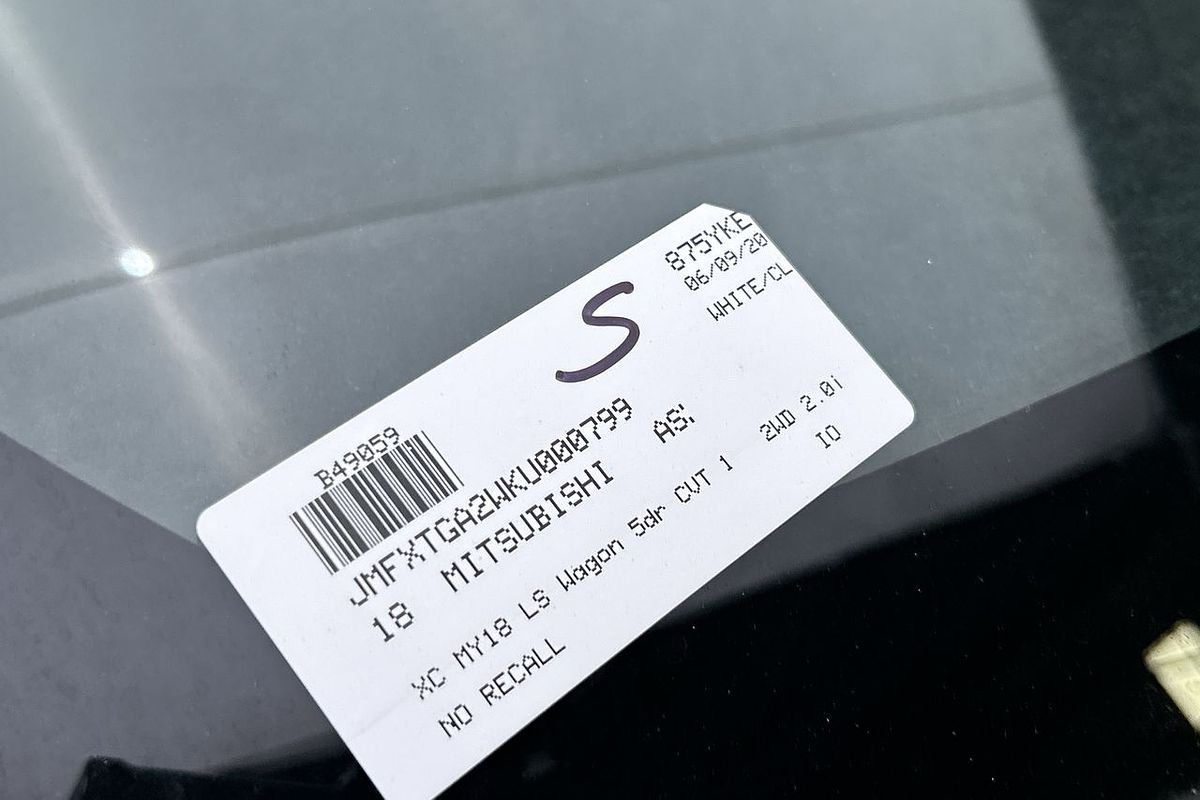 875YKE
06/09/20
WHITE/CL
S
B49059
JMFXTGA2WKU000799
18 MITSUBISHI AS
XC MY18 LS Wagon 5dr CVT 1 2WD 2.0i
NO RECALL IO